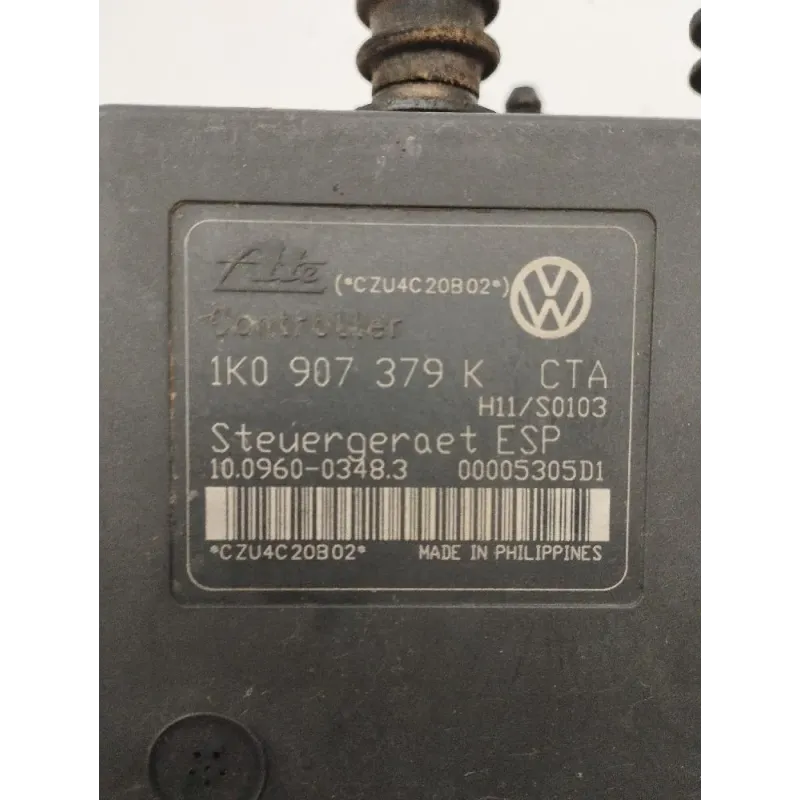 Ate (*CZU4C20B02*)
Controller
1K0 907 379 K CTA
H11/S0103
Steuergeraet ESP
10.0960-0348.3 00005305D1
*CZU4C20B02* MADE IN PHILIPPINES